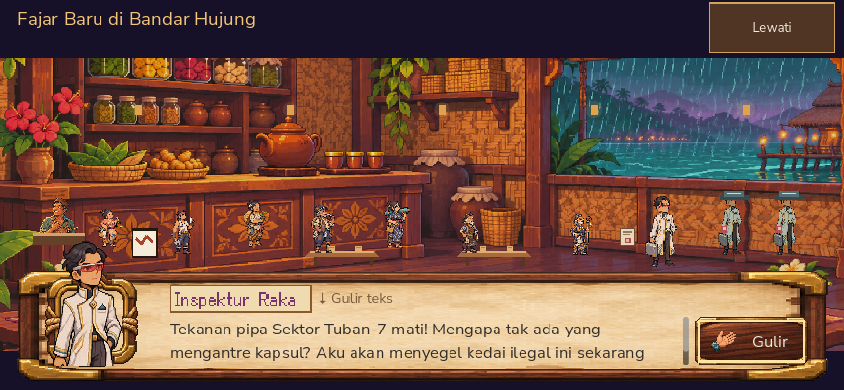 Fajar Baru di Bandar Hujung
Lewati
Inspektur Raka
↓ Gulir teks
Tekanan pipa Sektor Tuban-7 mati! Mengapa tak ada yang
mengantre kapsul? Aku akan menyegel kedai ilegal ini sekarang
Gulir